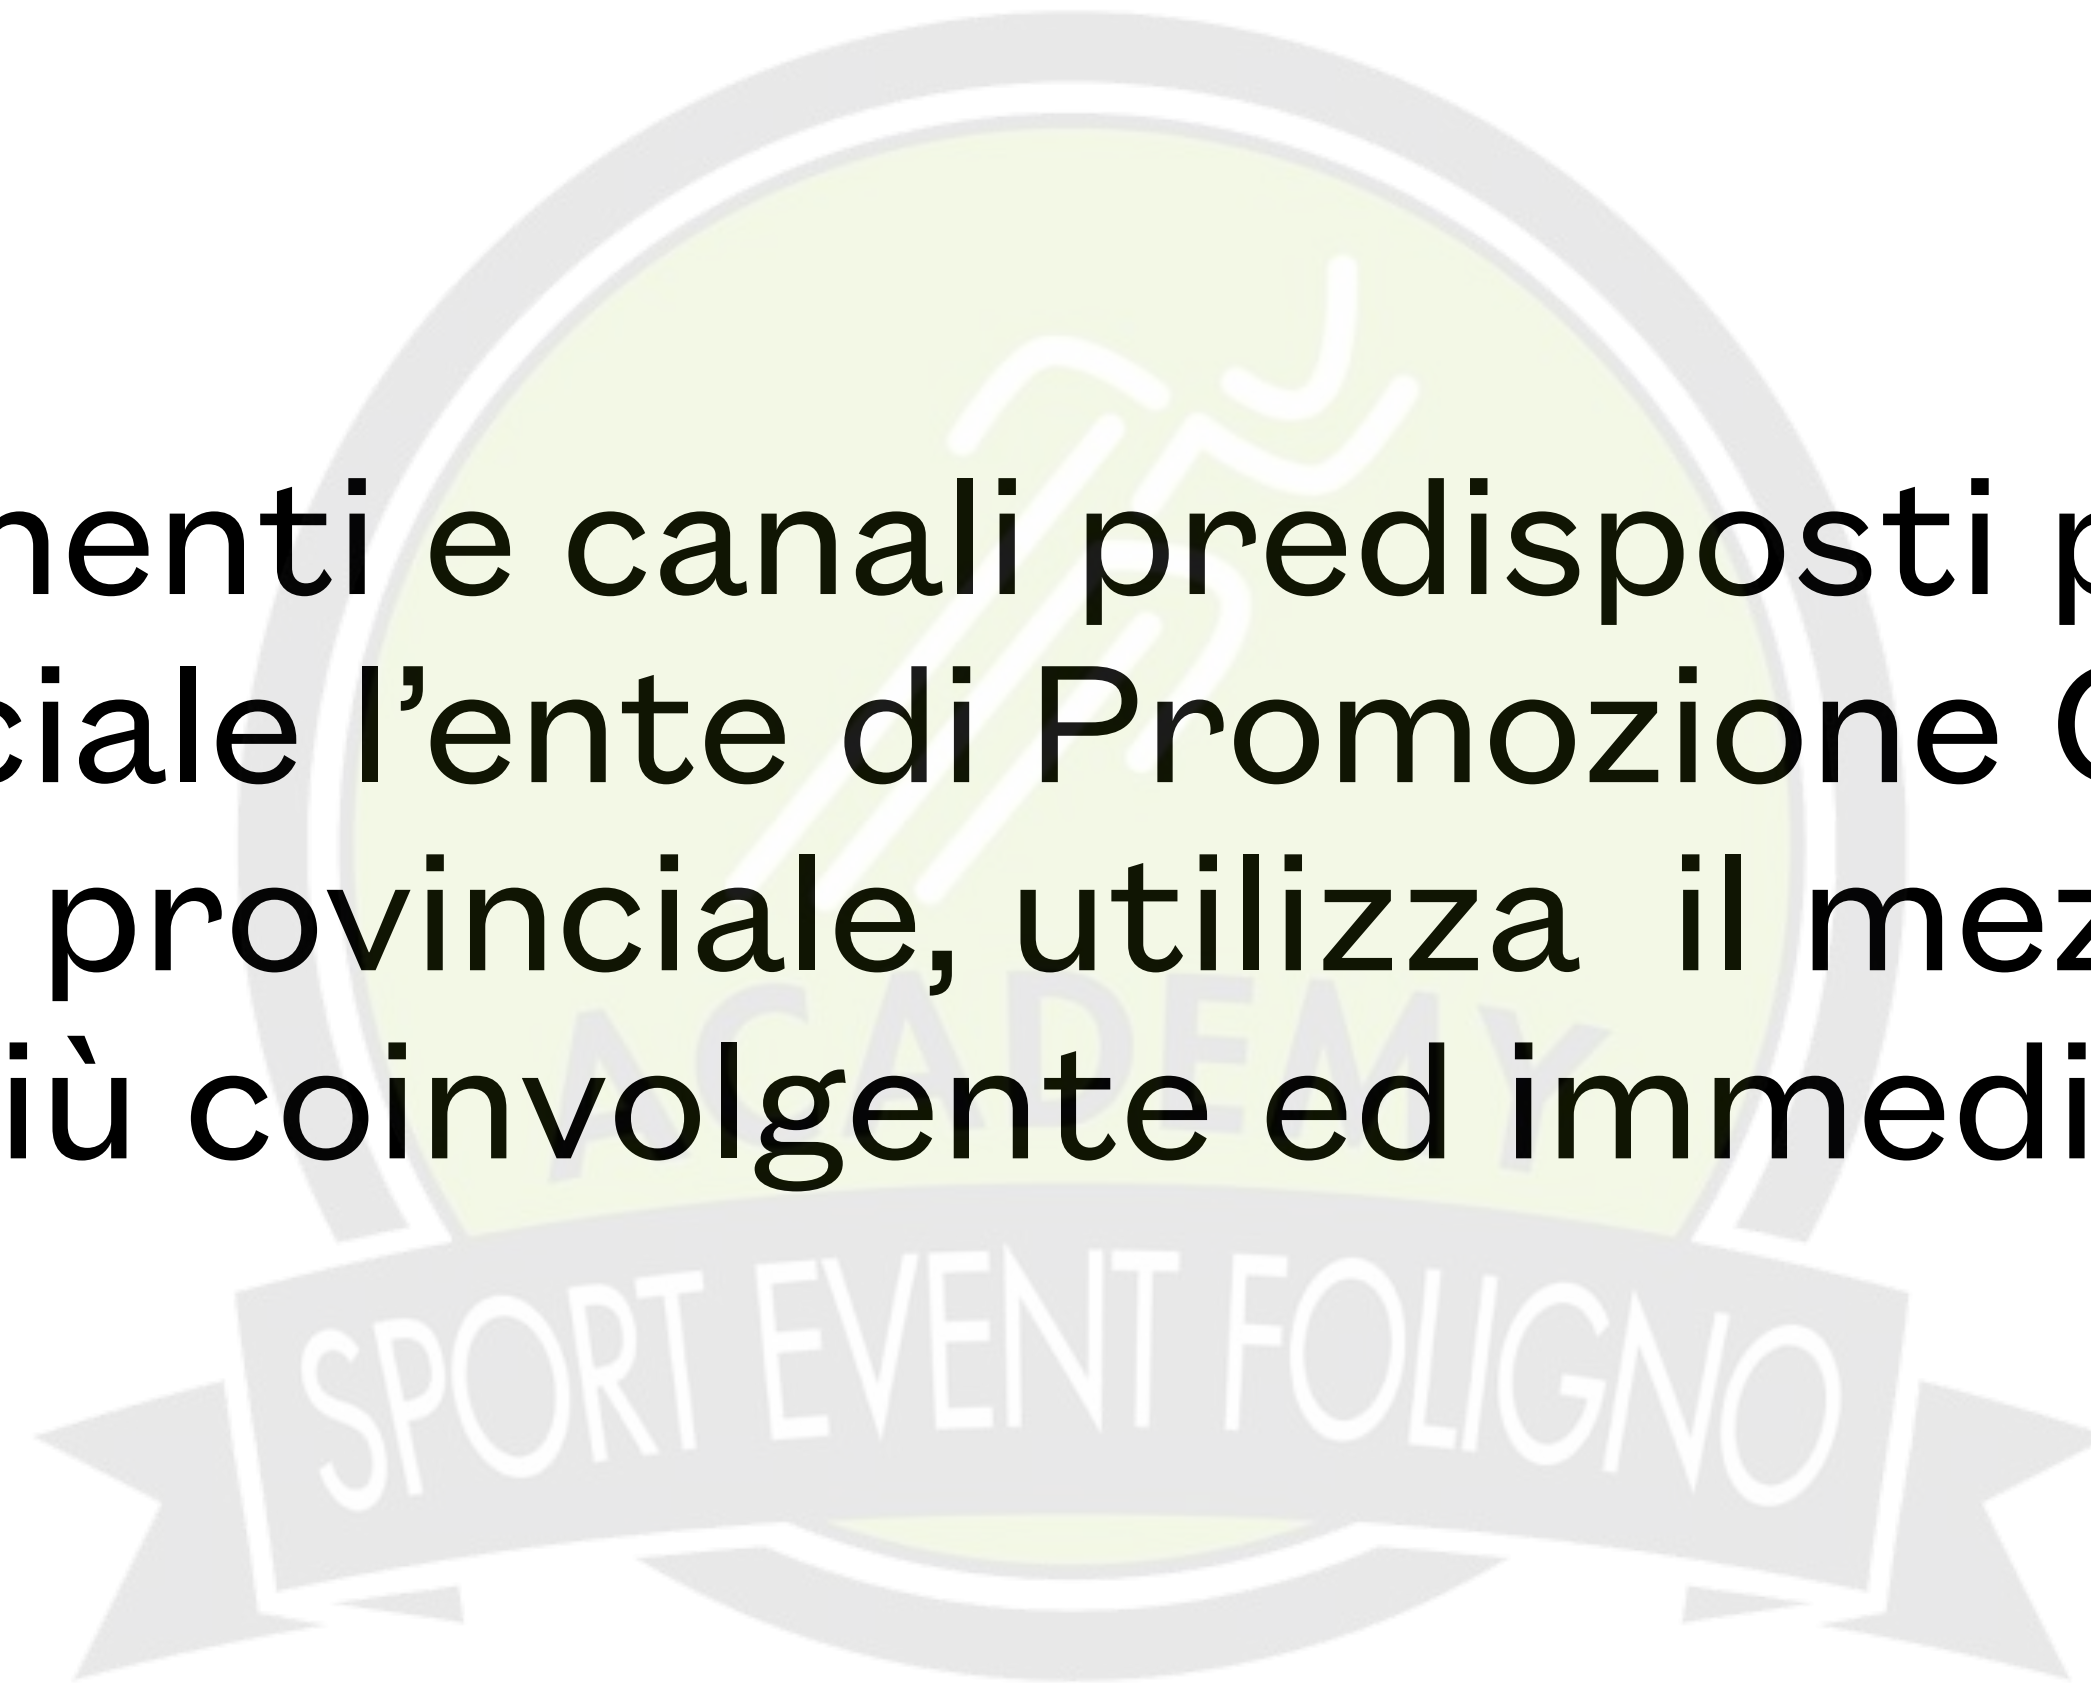 menti e canali predisposti p
ciale l’ente di Promozione C
provinciale, utilizza  il mez
iù coinvolgente ed immedi
ACADEMY
SPORT EVENT FOLIGNO